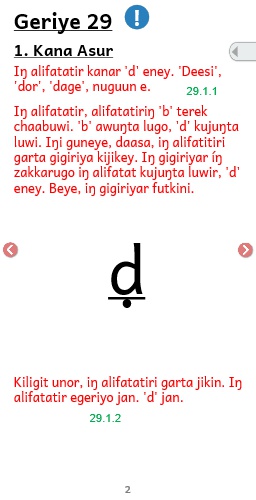 Geriye 29
1. Kana Asur
Iŋ alifatatir kanar 'd' eney. 'Deesi',
'dor', 'dage', nuguun e.
29.1.1
Iŋ alifatatir, alifatatiriŋ 'b' terek
chaabuwi. 'b' awuŋta lugo, 'd' kujuŋta
luwi. Iŋi guneye, daasa, iŋ alifatitiri
garta gigiriya kijikey. Iŋ gigiriyar íŋ
zakkarugo iŋ alifatat kujuŋta luwir, 'd'
eney. Beye, iŋ gigiriyar futkini.
ḍ
Kiligit unor, iŋ alifatatiri garta jikin. Iŋ
alifatatir egeriyo jan. 'd' jan.
29.1.2
2